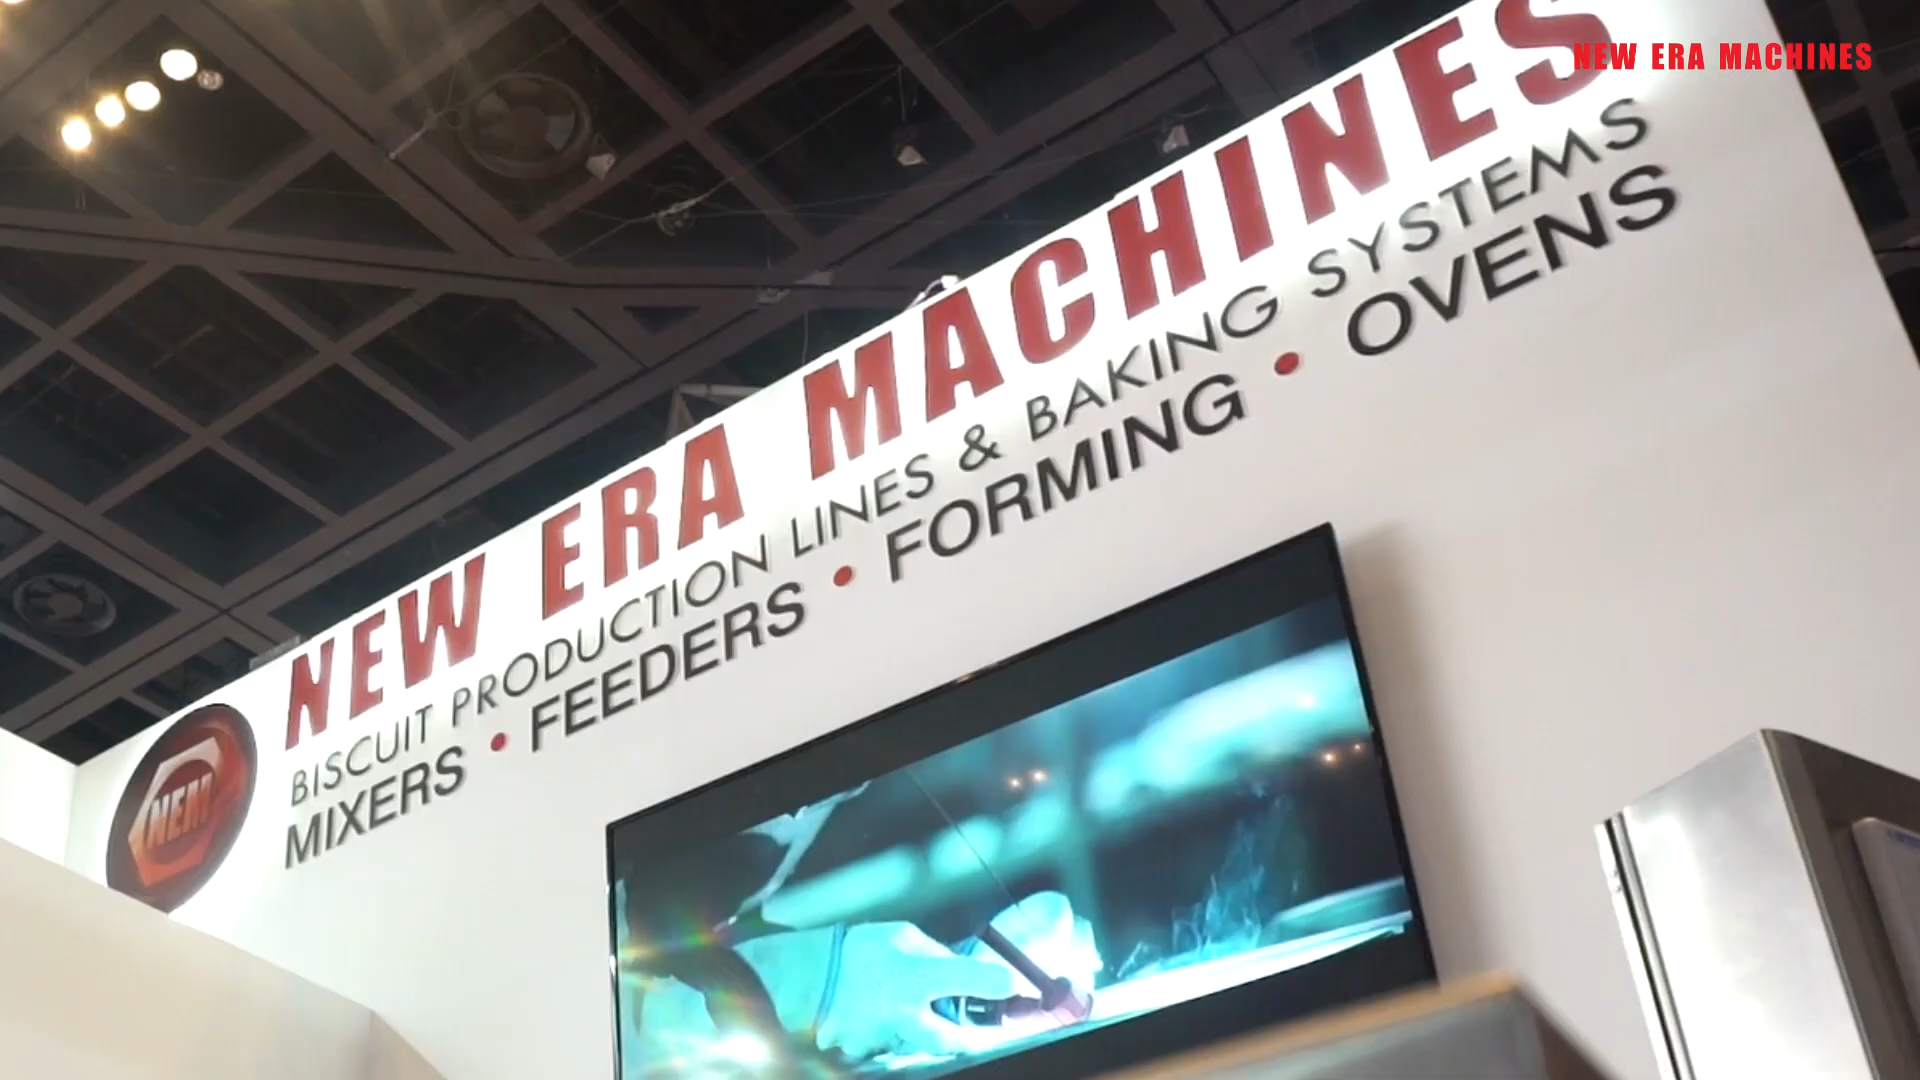 NEW ERA MACHINES
NEW ERA MACHINES
BISCUIT PRODUCTION LINES & BAKING SYSTEMS
MIXERS • FEEDERS • FORMING • OVENS
NEM